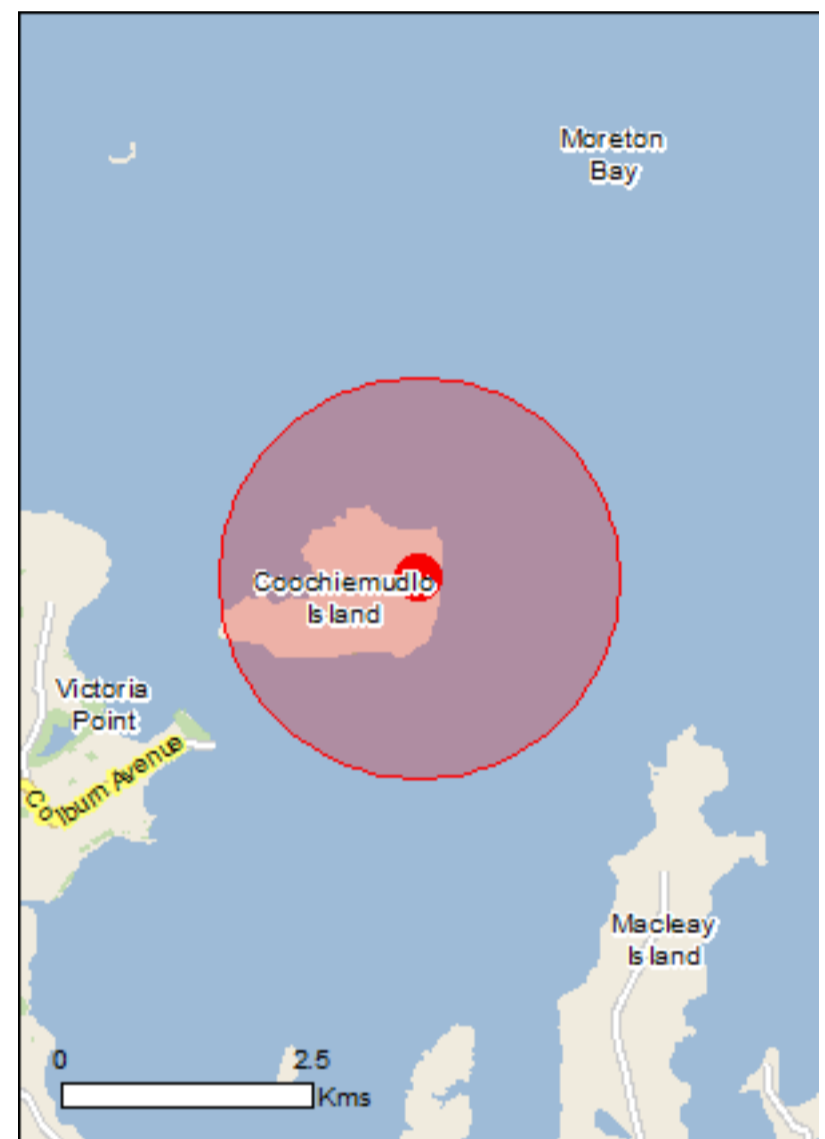 Moreton
Bay
Coochiemudlo
Island
Victoria
Point
Colburn Avenue
Macleay
Island
0 2.5
Kms